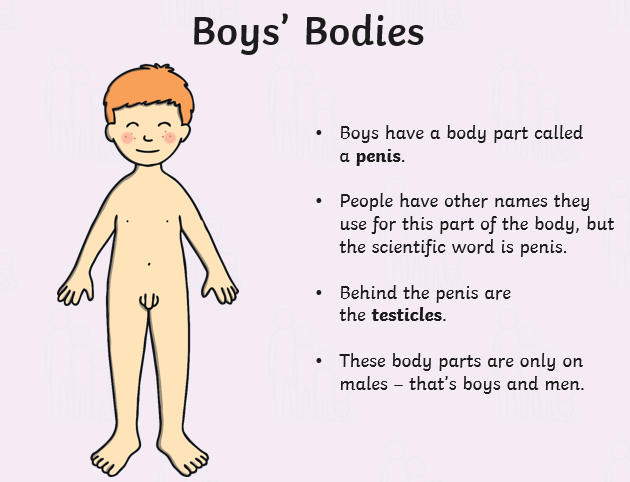 Boys’ Bodies
• Boys have a body part called
a penis.
• People have other names they
use for this part of the body, but
the scientific word is penis.
• Behind the penis are
the testicles.
• These body parts are only on
males – that’s boys and men.